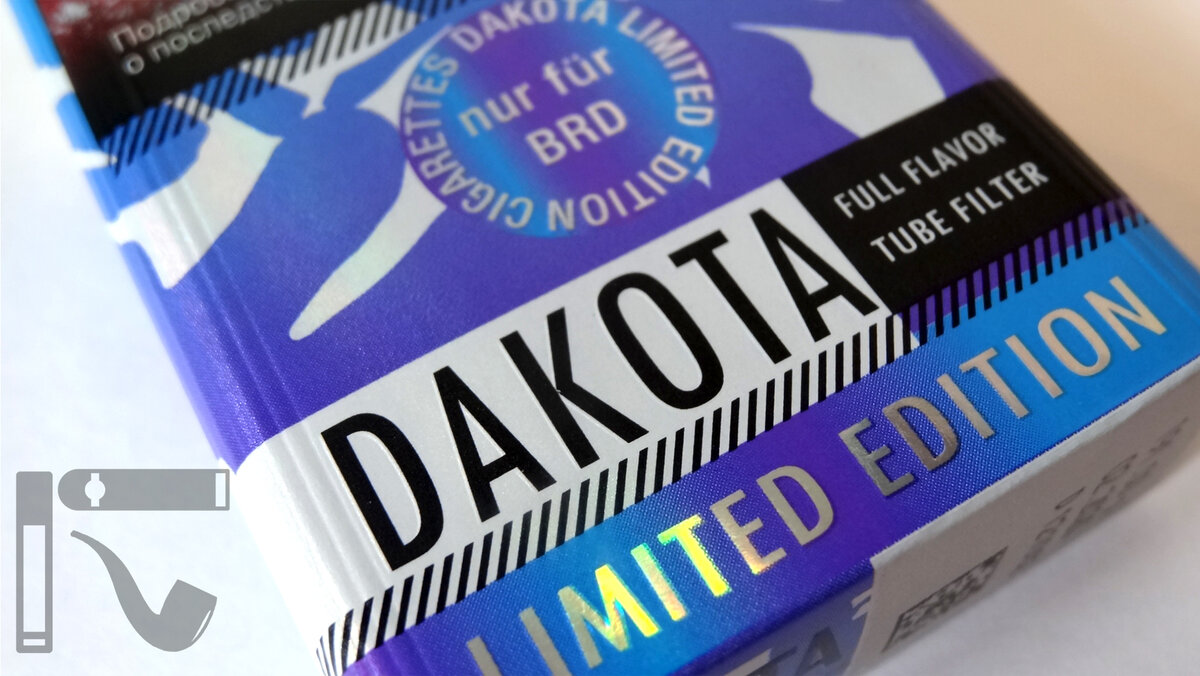 Подроб
о последст
CIGARETTES DAKOTA LIMITED EDITION
nur für
BRD
FULL FLAVOR
TUBE FILTER
DAKOTA
LIMITED EDITION